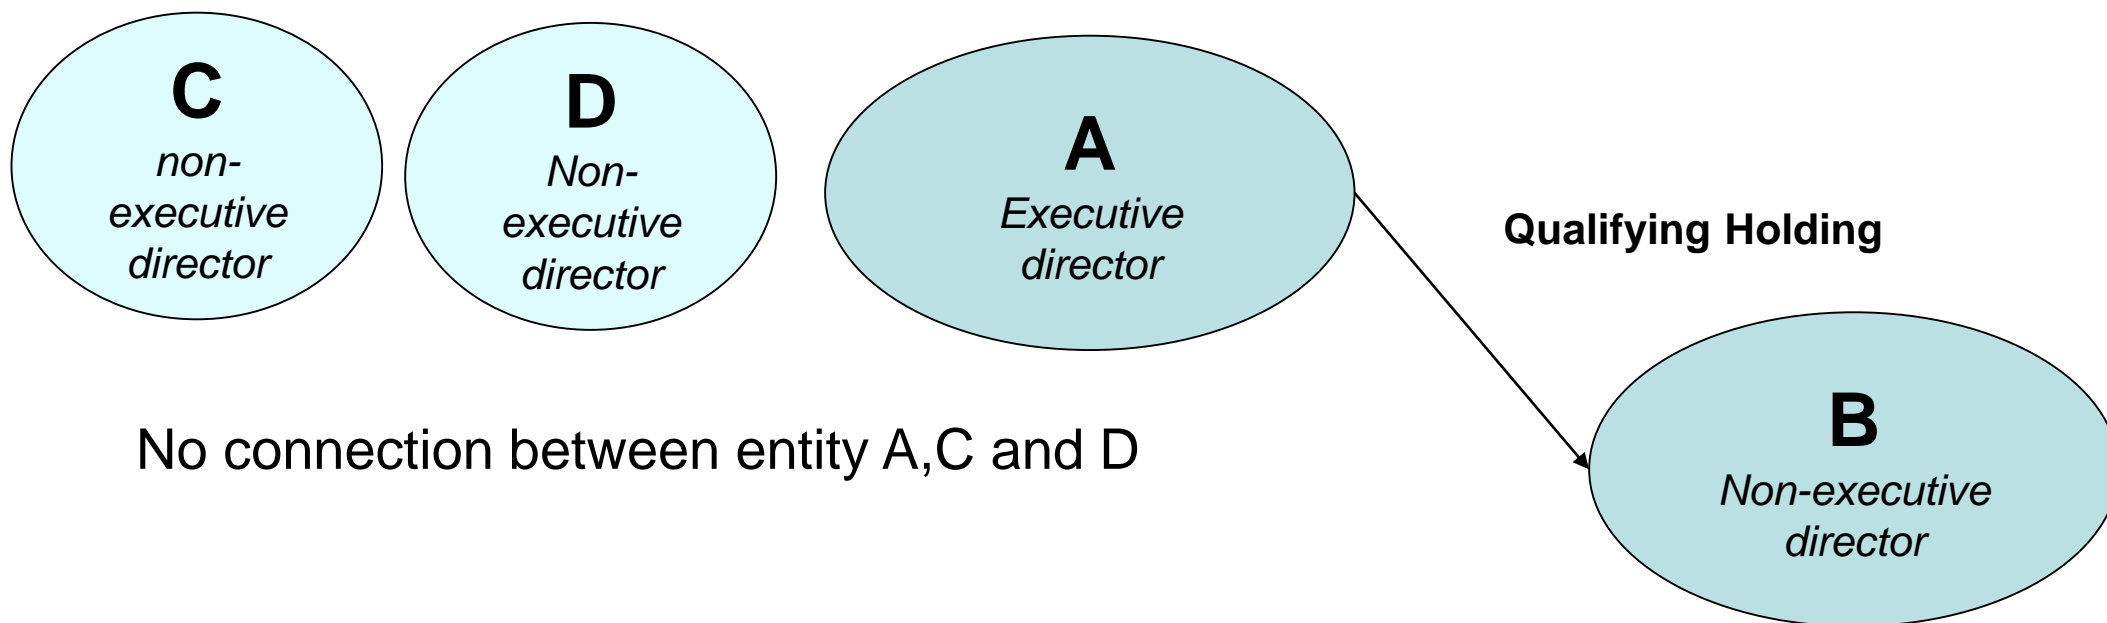 C
non-
executive
director
D
Non-
executive
director
A
Executive
director
Qualifying Holding
B
Non-executive
director
No connection between entity A,C and D